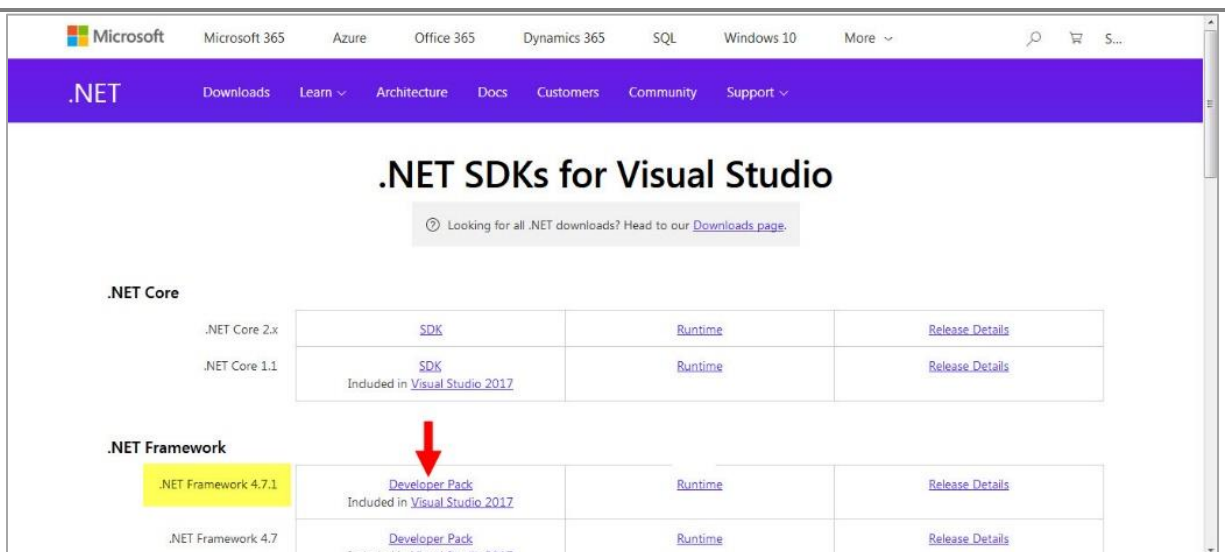 Microsoft Microsoft 365 Azure Office 365 Dynamics 365 SQL Windows 10 More S...
.NET Downloads Learn Architecture Docs Customers Community Support
.NET SDKs for Visual Studio
Looking for all .NET downloads? Head to our Downloads page.
.NET Core
.NET Core 2.x SDK Runtime Release Details
.NET Core 1.1 SDK Runtime Release Details
Included in Visual Studio 2017
.NET Framework
.NET Framework 4.7.1 Developer Pack Runtime Release Details
Included in Visual Studio 2017
.NET Framework 4.7 Developer Pack Runtime Release Details